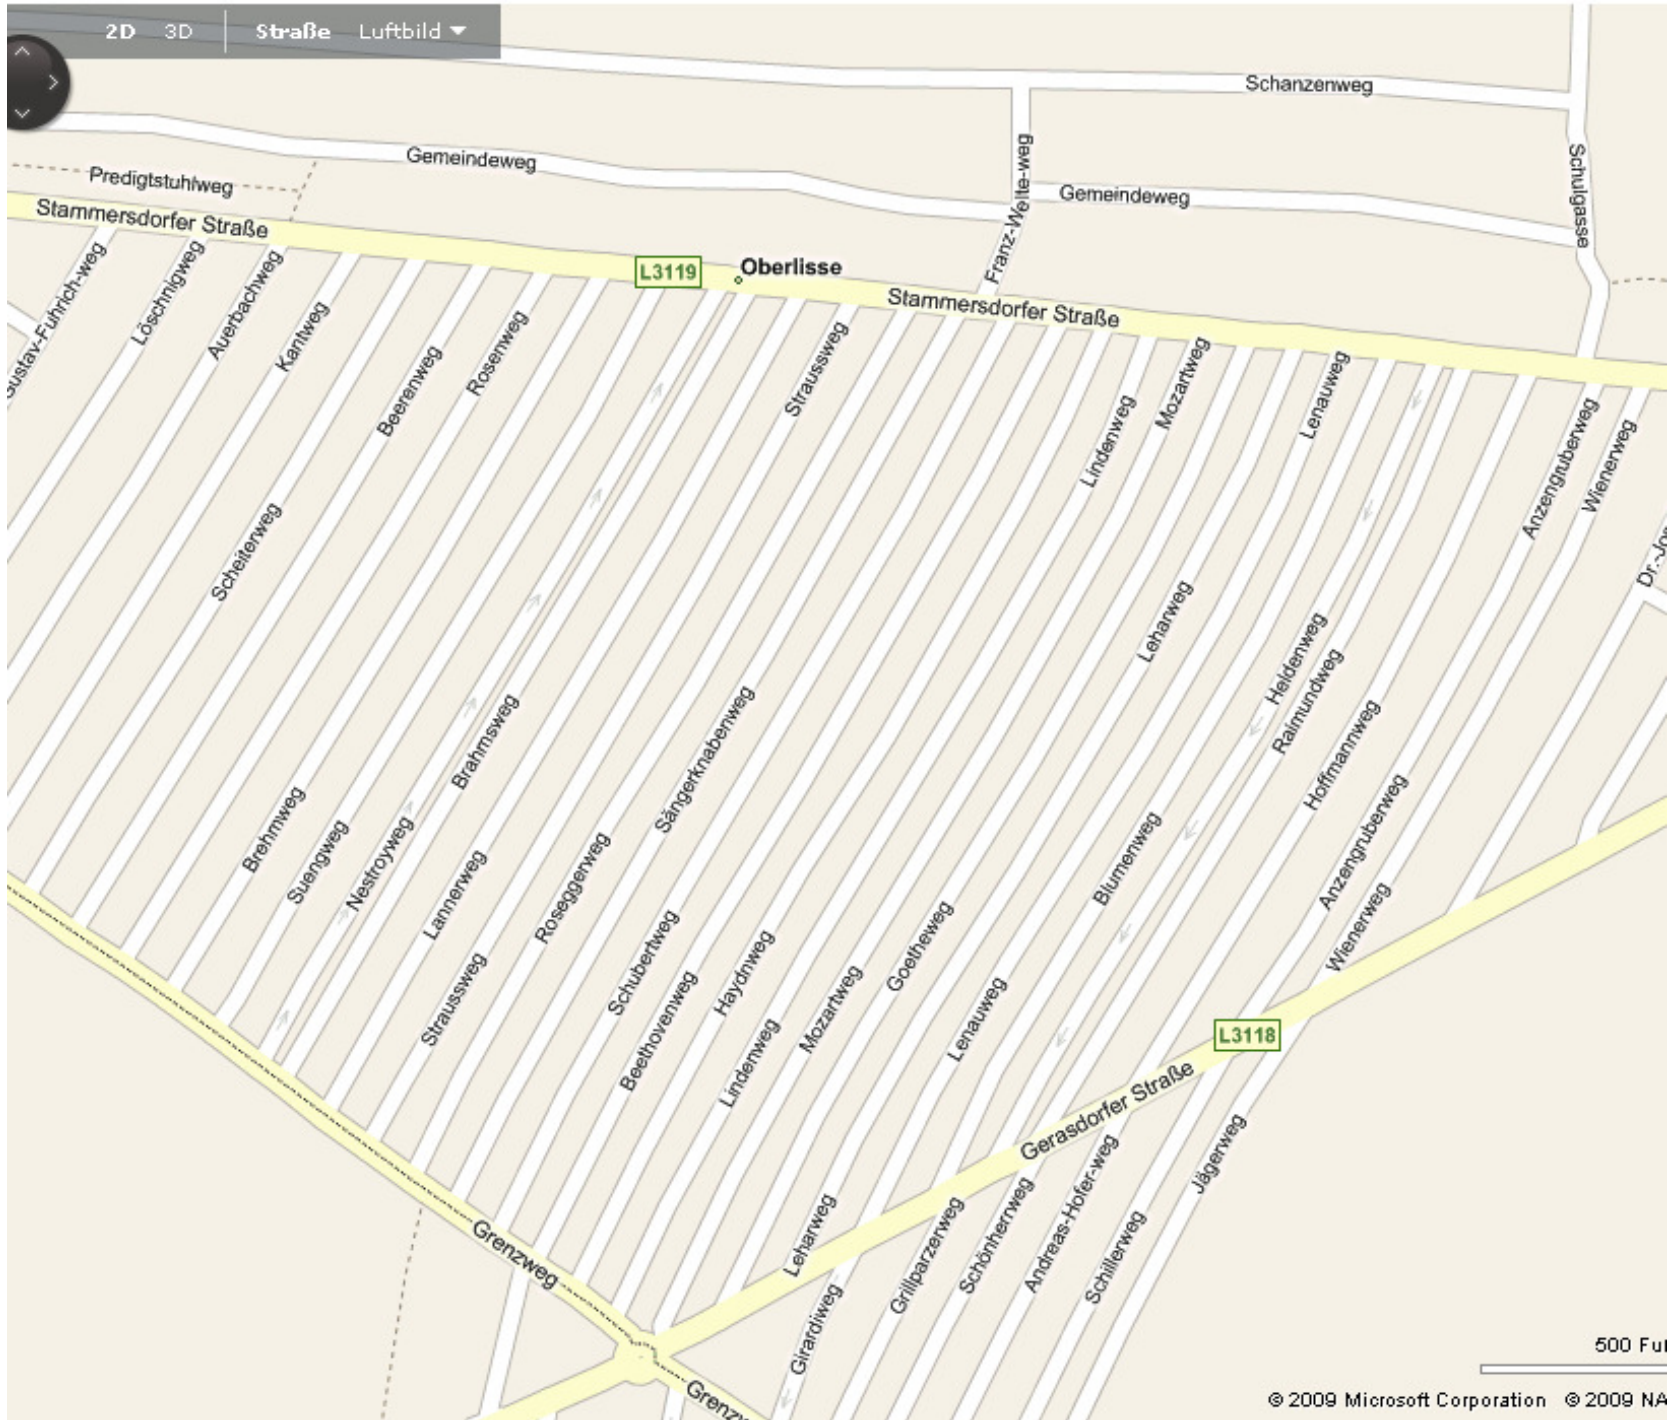 2D 3D Straße Luftbild
Schanzenweg
Gemeindeweg
Franz-Welte-weg
Gemeindeweg
Schulgasse
Predigtstuhlweg
Stammersdorfer Straße
L3119
Oberlisse
Stammersdorfer Straße
Löschnigweg
Auerbachweg
Kantweg
Beerenweg
Rosenweg
Straussweg
Lindenweg
Mozartweg
Lenauweg
Anzengruberweg
Wienerweg
Scheiterweg
Leharweg
Heldenweg
Raimundweg
Hoffmannweg
Brahmsweg
Sängerknabenweg
Brehmweg
Suengweg
Nestroyweg
Lannerweg
Roseggerweg
Straussweg
Schubertweg
Beethovenweg
Haydnweg
Lindenweg
Mozartweg
Goetheweg
Lenauweg
Blumenweg
Anzengruberweg
Wienerweg
L3118
Gerasdorfer Straße
Jägerweg
Andreas-Hofer-weg
Schillerweg
Schönherrweg
Grillparzerweg
Leharweg
Girardiweg
Grenzweg
500
© 2009 Microsoft Corporation © 2009